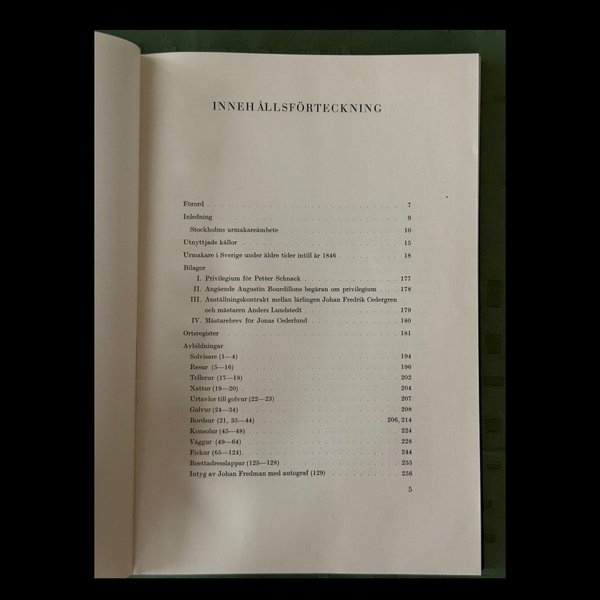 INNEHÅLLSFÖRTECKNING
Förord 7
Inledning 9
Stockholms urmakareämbete 10
Utnyttjade källor 15
Urmakare i Sverige under äldre tider intill år 1846 18
Bilagor
I. Privilegium för Petter Schnack 177
II. Angående Augustin Bourdillons begäran om privilegium 178
III. Anställningskontrakt mellan lärlingen Johan Fredrik Cedergren
och mästaren Anders Lundstedt 179
IV. Mästarebrev för Jonas Cederlund 180
Ortsregister 181
Avbildningar
Solvisare (1—4) 194
Resur (5—16) 196
Tellerur (17—18) 202
Nattur (19—20) 204
Urtavlor till golvur (22—23) 207
Golvur (24—34) 208
Bordsur (21, 35—44) 206, 214
Konsolur (45—48) 224
Väggur (49—64) 228
Fickur (65—124) 244
Boettadresslappar (125—128) 255
Intyg av Johan Fredman med autograf (129) 256
5